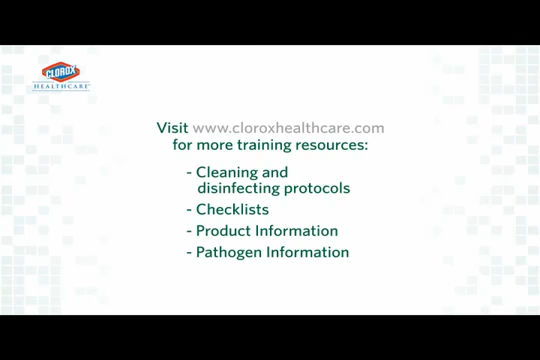 CLOROX
HEALTHCARE
Visit www.cloroxhealthcare.com
for more training resources:
- Cleaning and
disinfecting protocols
- Checklists
- Product Information
- Pathogen Information